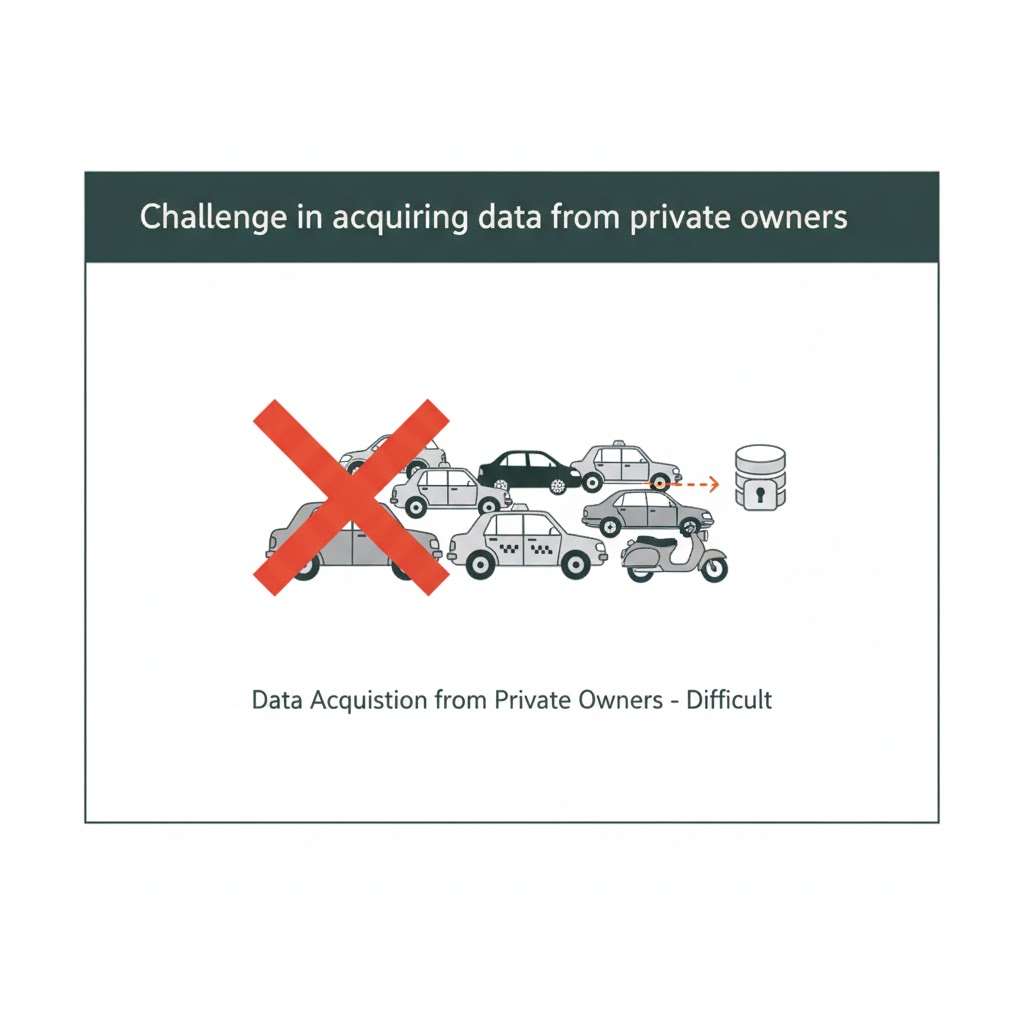 Challenge in acquiring data from private owners
Data Acquistion from Private Owners - Difficult